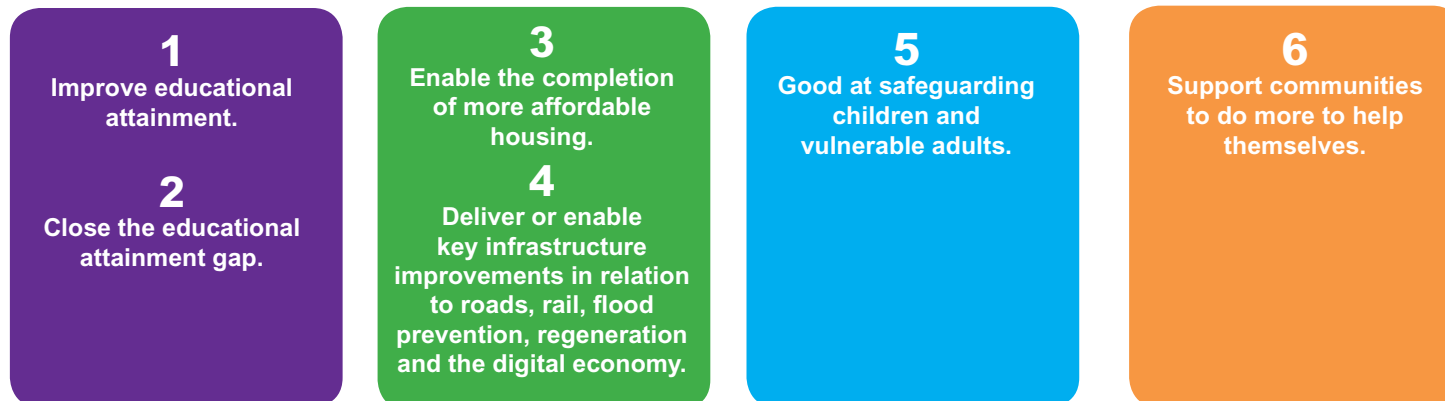 1
Improve educational
attainment.
2
Close the educational
attainment gap.
3
Enable the completion
of more affordable
housing.
4
Deliver or enable
key infrastructure
improvements in relation
to roads, rail, flood
prevention, regeneration
and the digital economy.
5
Good at safeguarding
children and
vulnerable adults.
6
Support communities
to do more to help
themselves.